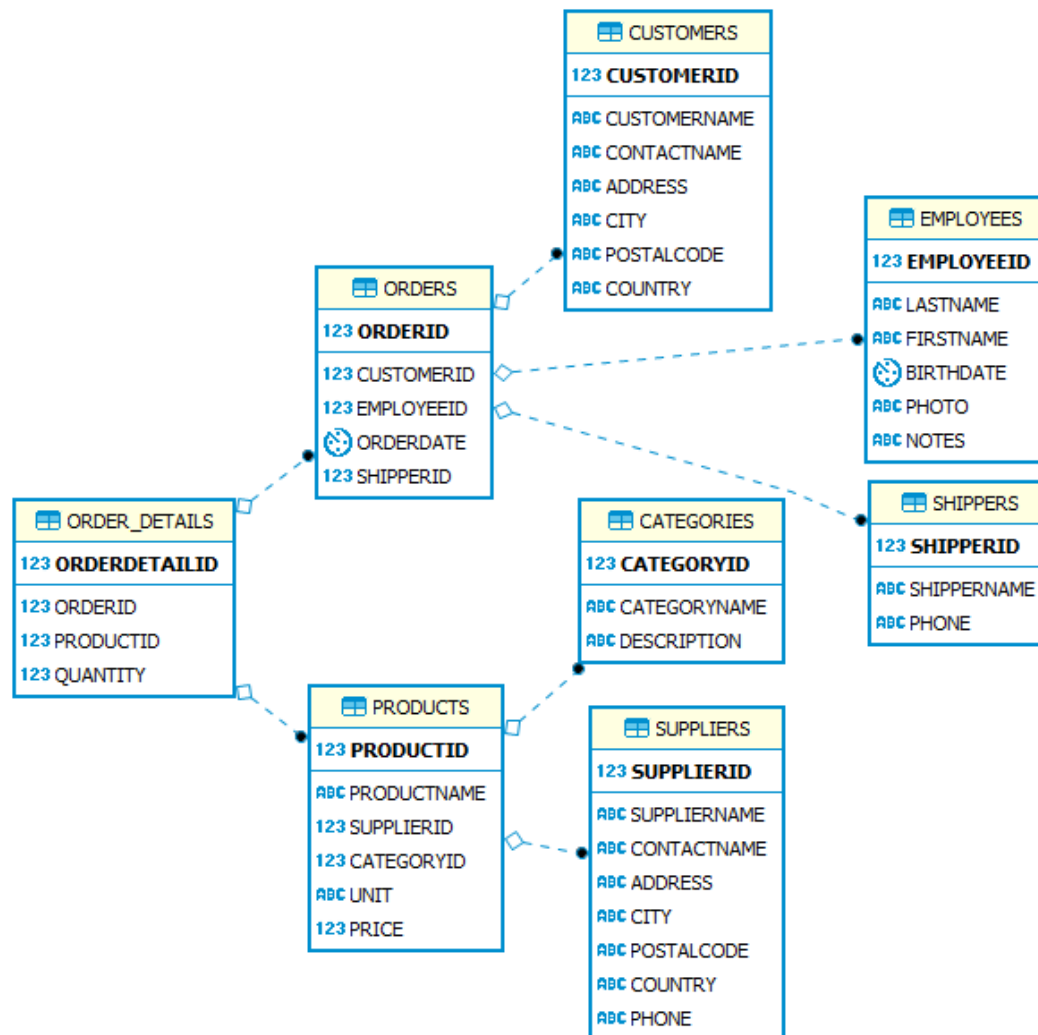 CUSTOMERS
123 CUSTOMERID
ABC CUSTOMERNAME
ABC CONTACTNAME
ABC ADDRESS
ABC CITY
ABC POSTALCODE
ABC COUNTRY
EMPLOYEES
123 EMPLOYEEID
ABC LASTNAME
ABC FIRSTNAME
BIRTHDATE
ABC PHOTO
ABC NOTES
ORDERS
123 ORDERID
123 CUSTOMERID
123 EMPLOYEEID
ORDERDATE
123 SHIPPERID
SHIPPERS
123 SHIPPERID
ABC SHIPPERNAME
ABC PHONE
ORDER_DETAILS
123 ORDERDETAILID
123 ORDERID
123 PRODUCTID
123 QUANTITY
CATEGORIES
123 CATEGORYID
ABC CATEGORYNAME
ABC DESCRIPTION
PRODUCTS
123 PRODUCTID
ABC PRODUCTNAME
123 SUPPLIERID
123 CATEGORYID
ABC UNIT
123 PRICE
SUPPLIERS
123 SUPPLIERID
ABC SUPPLIERNAME
ABC CONTACTNAME
ABC ADDRESS
ABC CITY
ABC POSTALCODE
ABC COUNTRY
ABC PHONE